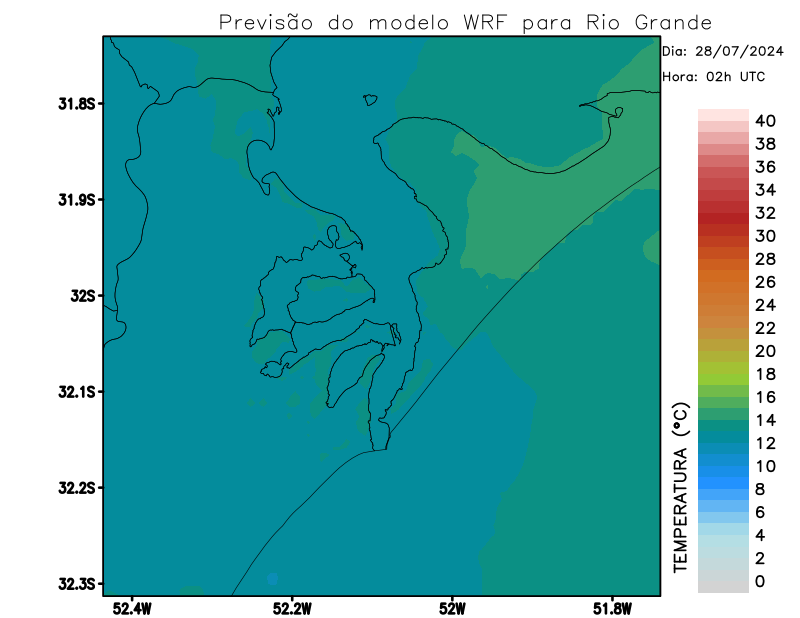 Previsão do modelo WRF para Rio Grande
Dia: 28/07/2024
Hora: 02h UTC
31.8S
31.9S
32S
32.1S
32.2S
32.3S
52.4W
52.2W
52W
51.8W
TEMPERATURA (°C)
40
38
36
34
32
30
28
26
24
22
20
18
16
14
12
10
8
6
4
2
0